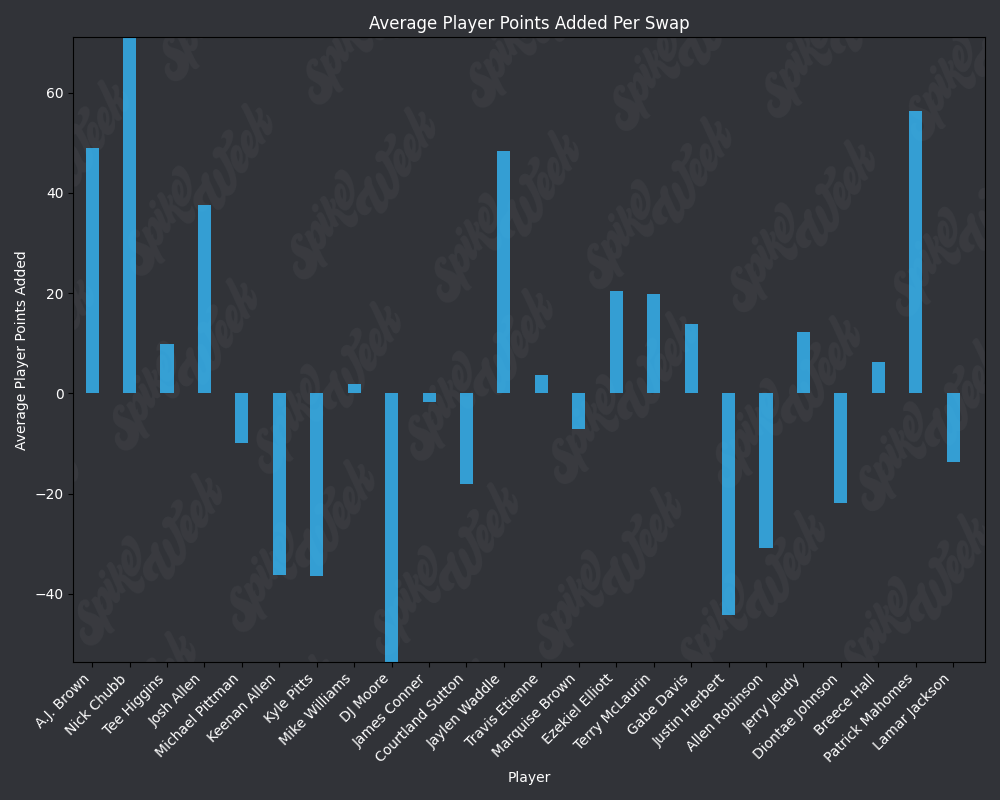 Average Player Points Added Per Swap
Average Player Points Added
60
40
20
0
−20
−40
A.J. Brown
Nick Chubb
Tee Higgins
Josh Allen
Michael Pittman
Keenan Allen
Kyle Pitts
Mike Williams
DJ Moore
James Conner
Courtland Sutton
Jaylen Waddle
Travis Etienne
Marquise Brown
Ezekiel Elliott
Terry McLaurin
Gabe Davis
Justin Herbert
Allen Robinson
Jerry Jeudy
Diontae Johnson
Breece Hall
Patrick Mahomes
Lamar Jackson
Player
Spike Week